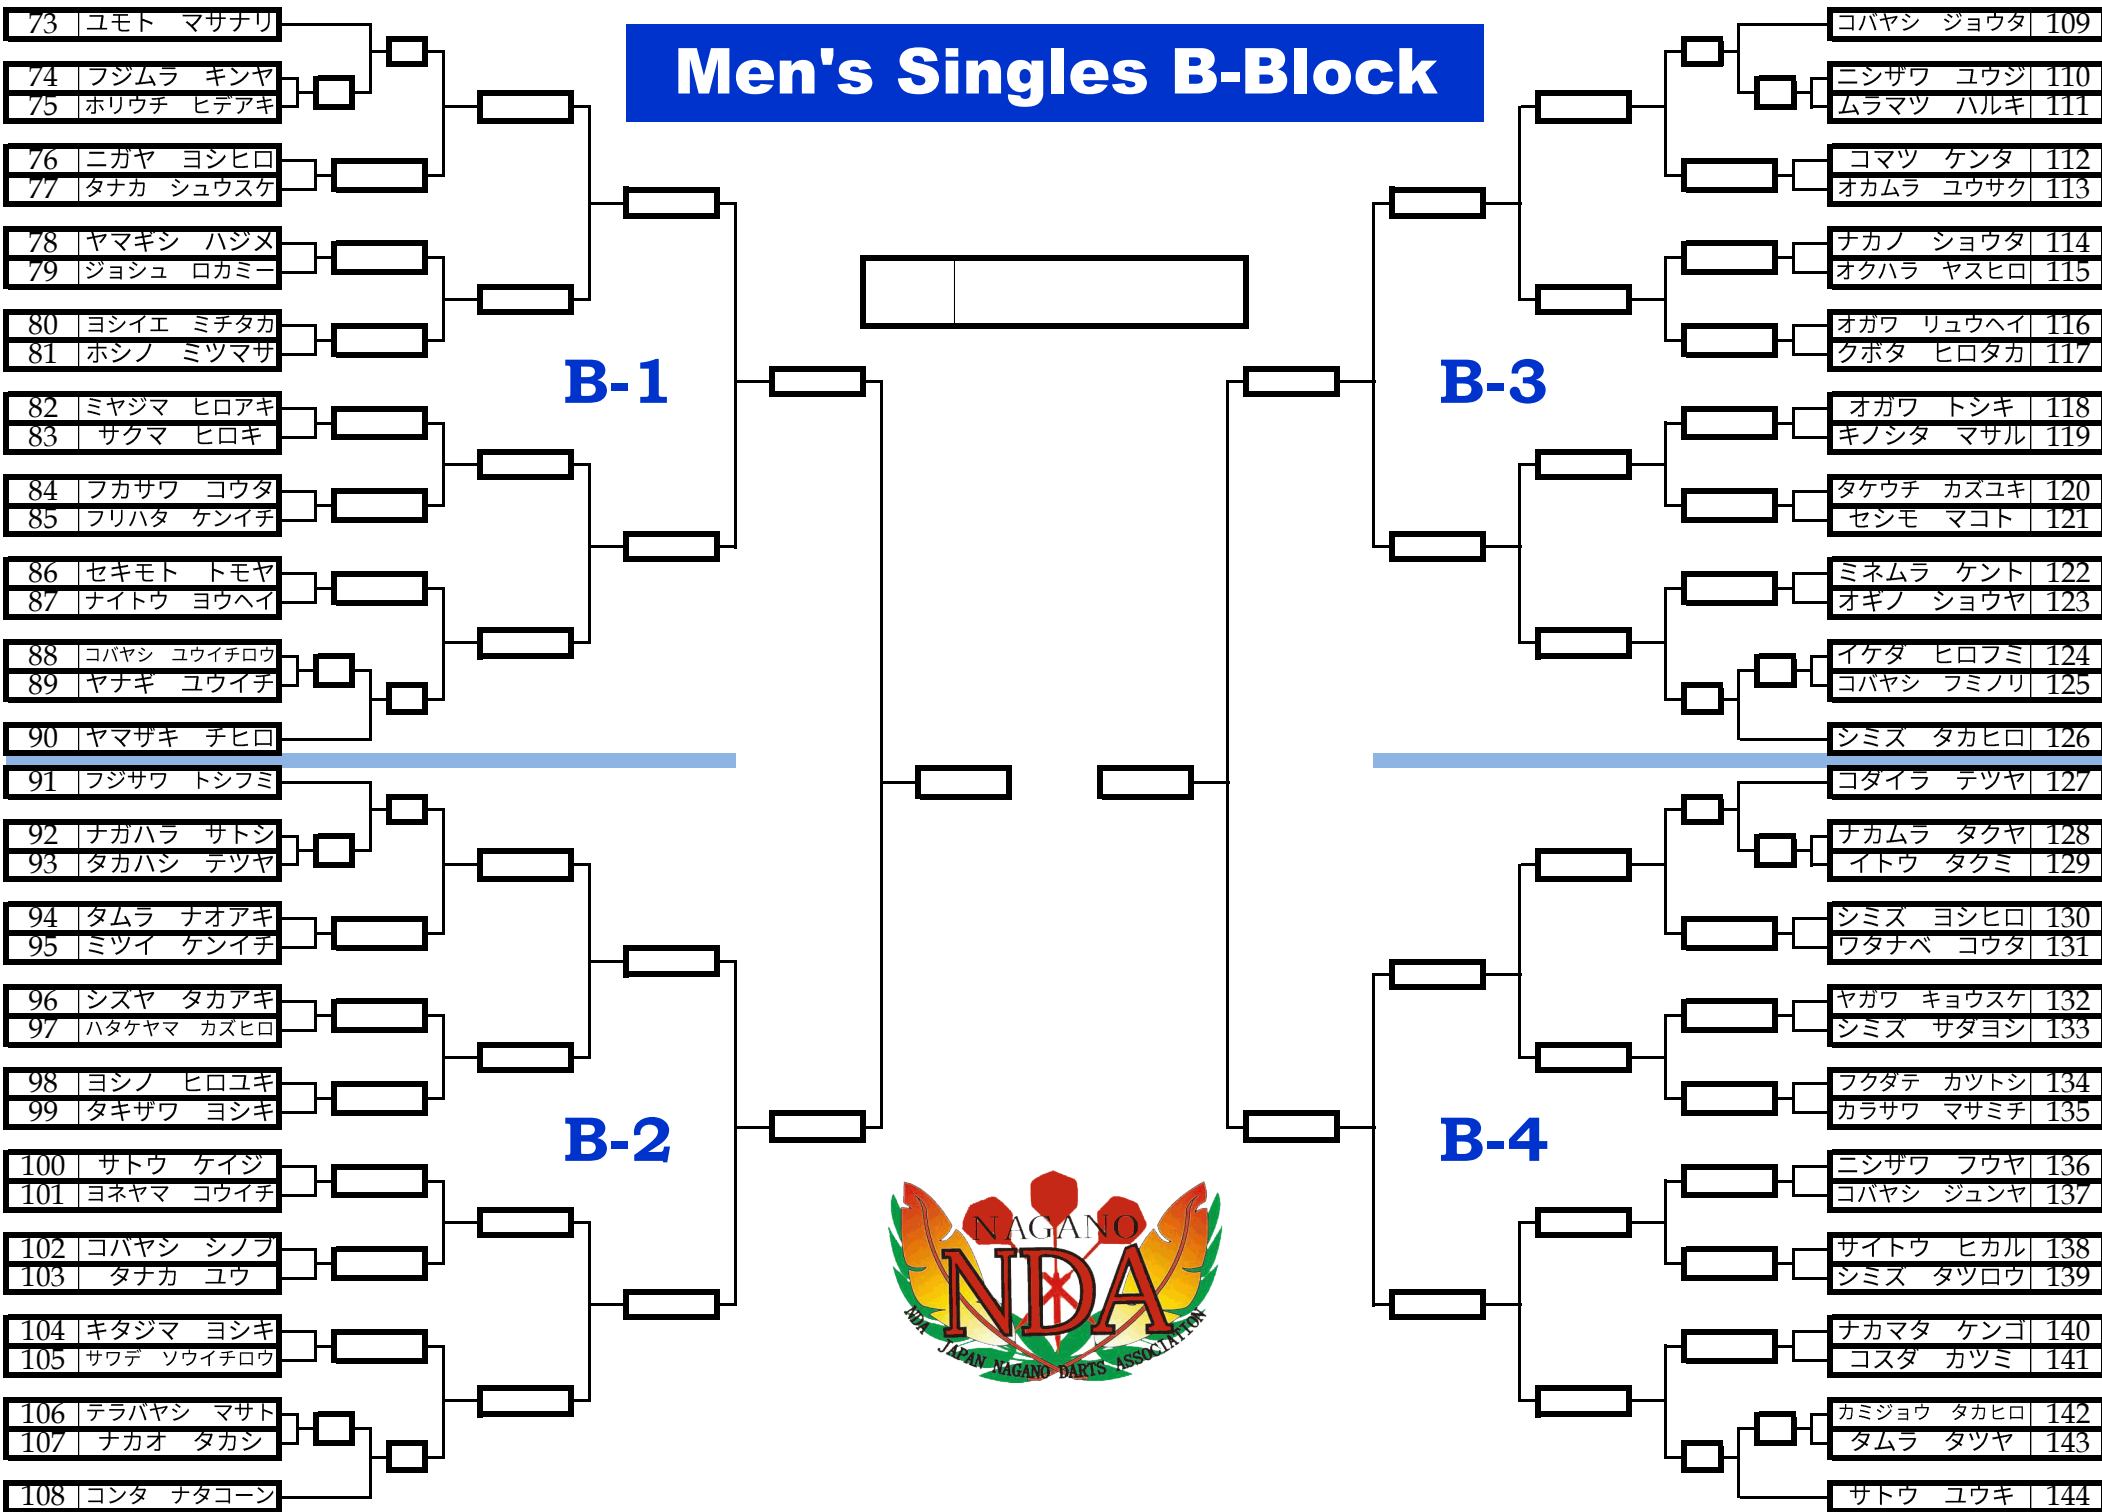 Men's Singles B-Block
73 ユモト マサナリ
74 フジムラ キンヤ
75 ホリウチ ヒデアキ
76 ニガヤ ヨシヒロ
77 タナカ シュウスケ
78 ヤマギシ ハジメ
79 ジョシュ ロカミー
80 ヨシイエ ミチタカ
81 ホシノ ミツマサ
B-1
82 ミヤジマ ヒロアキ
83 サクマ ヒロキ
84 フカサワ コウタ
85 フリハタ ケンイチ
86 セキモト トモヤ
87 ナイトウ ヨウヘイ
88 コバヤシ ユウイチロウ
89 ヤナギ ユウイチ
90 ヤマザキ チヒロ
91 フジサワ トシフミ
92 ナガハラ サトシ
93 タカハシ テツヤ
94 タムラ ナオアキ
95 ミツイ ケンイチ
96 シズヤ タカアキ
97 ハタケヤマ カズヒロ
98 ヨシノ ヒロユキ
99 タキザワ ヨシキ
B-2
100 サトウ ケイジ
101 ヨネヤマ コウイチ
102 コバヤシ シノブ
103 タナカ ユウ
104 キタジマ ヨシキ
105 サワデ ソウイチロウ
106 テラバヤシ マサト
107 ナカオ タカシ
108 コンタ ナタコーン
コバヤシ ジョウタ 109
ニシザワ ユウジ 110
ムラマツ ハルキ 111
コマツ ケンタ 112
オカムラ ユウサク 113
ナカノ ショウタ 114
オクハラ ヤスヒロ 115
オガワ リュウヘイ 116
クボタ ヒロタカ 117
B-3
オガワ トシキ 118
キノシタ マサル 119
タケウチ カズユキ 120
セシモ マコト 121
ミネムラ ケント 122
オギノ ショウヤ 123
イケダ ヒロフミ 124
コバヤシ フミノリ 125
シミズ タカヒロ 126
コダイラ テツヤ 127
ナカムラ タクヤ 128
イトウ タクミ 129
シミズ ヨシヒロ 130
ワタナベ コウタ 131
ヤガワ キョウスケ 132
シミズ サダヨシ 133
フクダテ カツトシ 134
カラサワ マサミチ 135
B-4
ニシザワ フウヤ 136
コバヤシ ジュンヤ 137
サイトウ ヒカル 138
シミズ タツロウ 139
ナカマタ ケンゴ 140
コスダ カツミ 141
カミジョウ タカヒロ 142
タムラ タツヤ 143
サトウ ユウキ 144
NAGANO
NDA
NDA JAPAN NAGANO DARTS ASSOCIATION